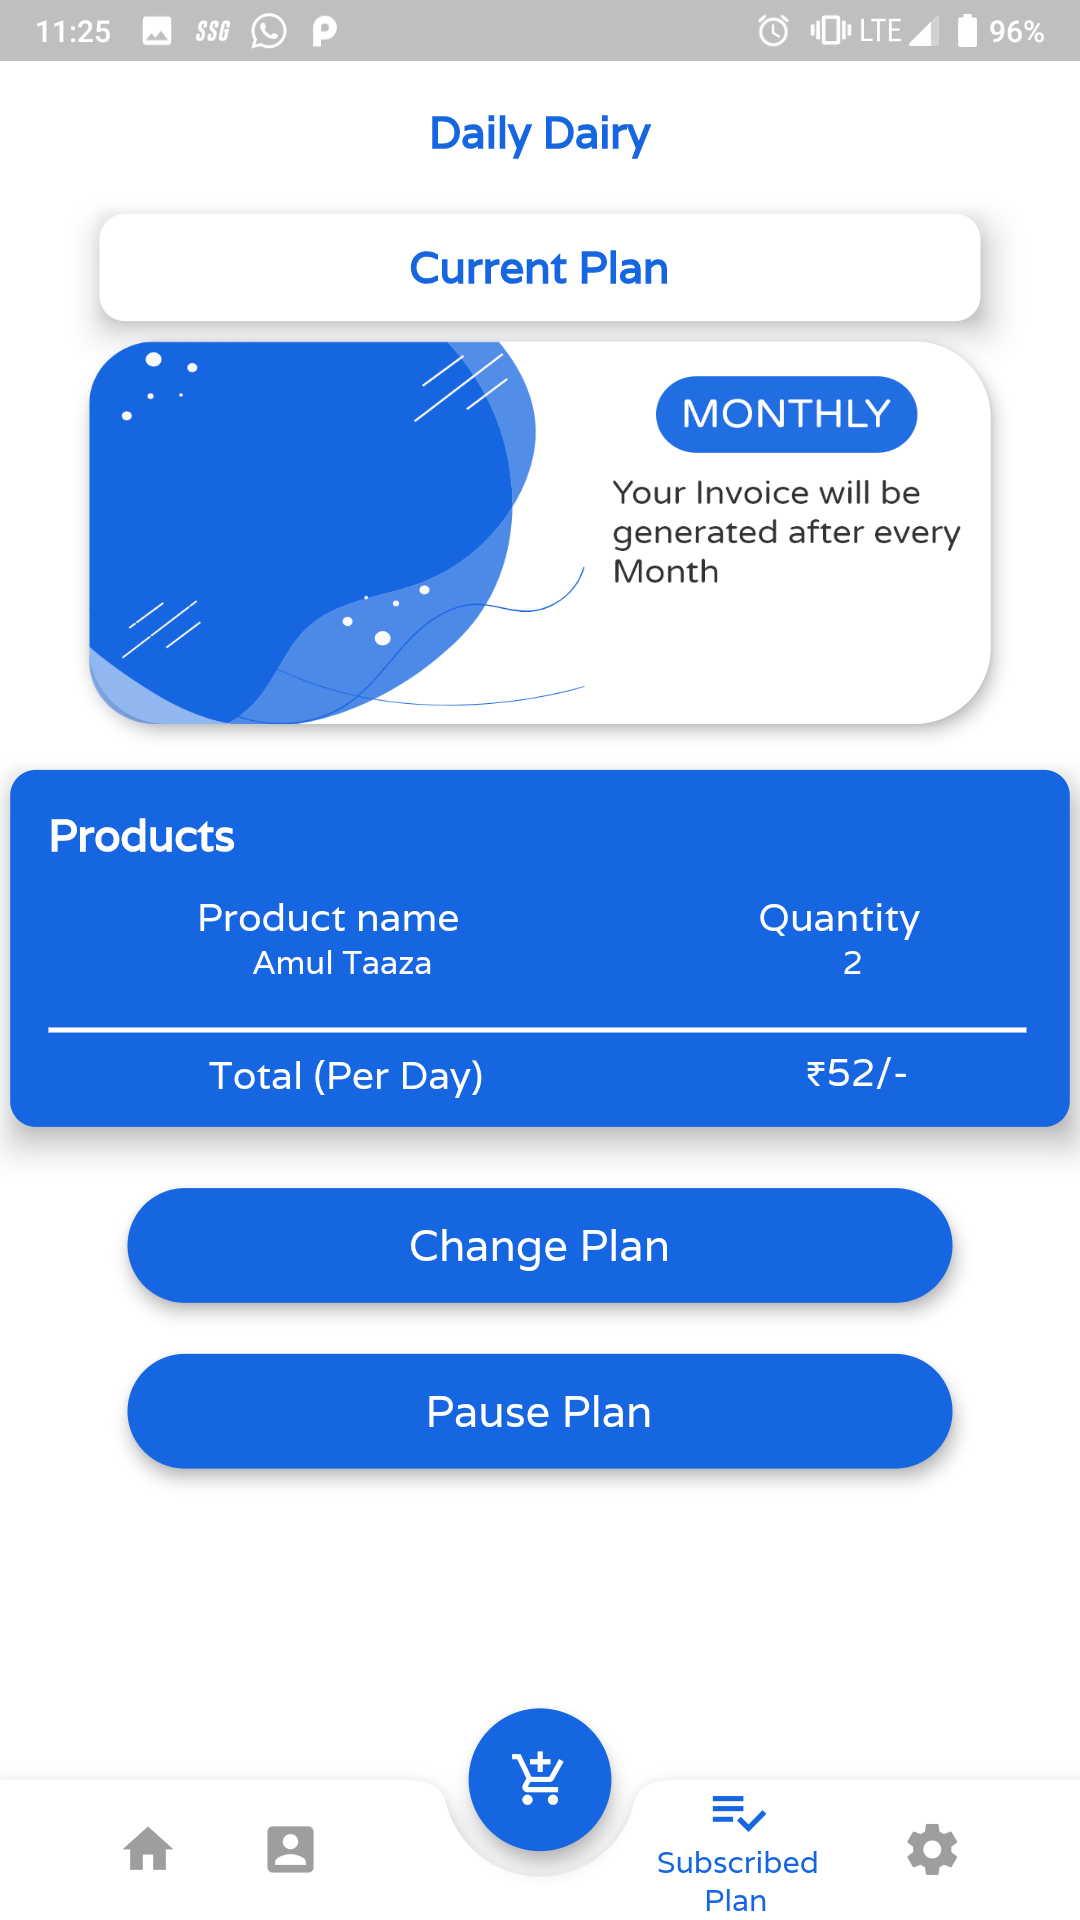 11:25 SSG LTE 96%
Daily Dairy
Current Plan
MONTHLY
Your Invoice will be
generated after every
Month
Products
Product name Quantity
Amul Taaza 2
Total (Per Day) ₹52/-
Change Plan
Pause Plan
Subscribed
Plan